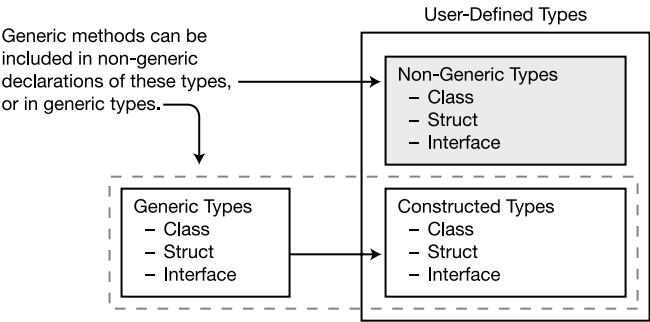 User-Defined Types
Generic methods can be
included in non-generic
declarations of these types,
or in generic types.
Non-Generic Types
– Class
– Struct
– Interface
Generic Types
– Class
– Struct
– Interface
Constructed Types
– Class
– Struct
– Interface